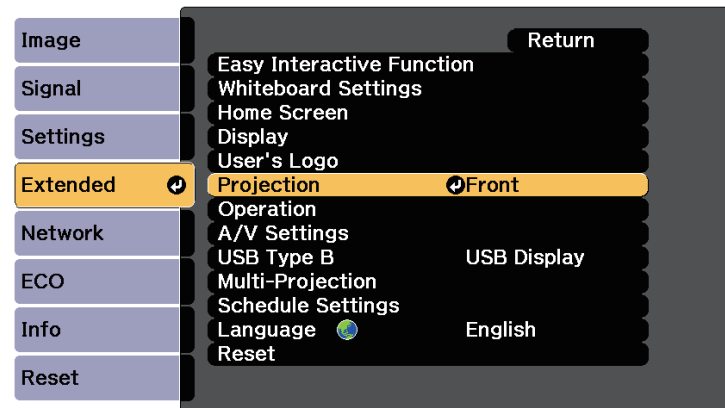 Image
Signal
Settings
Extended
Network
ECO
Info
Reset
Return
Easy Interactive Function
Whiteboard Settings
Home Screen
Display
User's Logo
Projection Front
Operation
A/V Settings
USB Type B USB Display
Multi-Projection
Schedule Settings
Language English
Reset